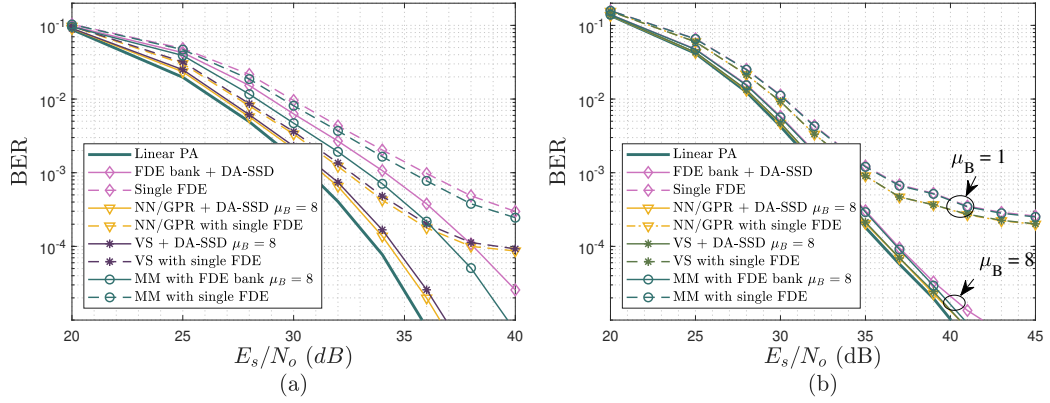 10^-1
10^-2
10^-3
10^-4
BER
Linear PA
FDE bank + DA-SSD
Single FDE
NN/GPR + DA-SSD μ_B = 8
NN/GPR with single FDE
VS + DA-SSD μ_B = 8
VS with single FDE
MM with FDE bank μ_B = 8
MM with single FDE
20 25 30 35 40
E_s/N_o (dB)
(a)
10^-1
10^-2
10^-3
10^-4
BER
Linear PA
FDE bank + DA-SSD
Single FDE
NN/GPR + DA-SSD μ_B = 8
NN/GPR with single FDE
VS + DA-SSD μ_B = 8
VS with single FDE
MM with FDE bank μ_B = 8
MM with single FDE
μ_B = 1
μ_B = 8
20 25 30 35 40 45
E_s/N_o (dB)
(b)